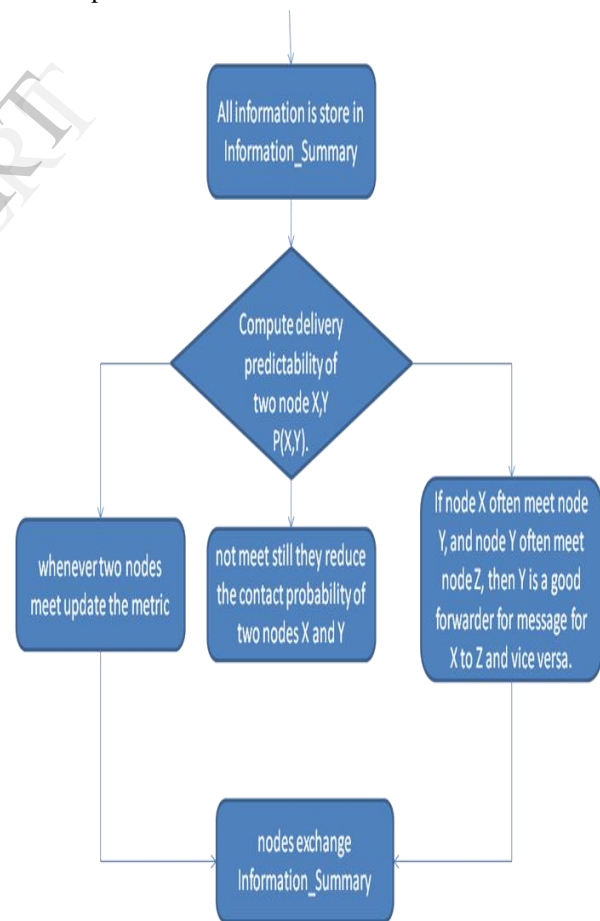 All information is store in
Information_Summary
Compute delivery
predictability of
two node X,Y
P(X,Y).
whenever two nodes
meet update the metric
not meet still they reduce
the contact probability of
two nodes X and Y
If node X often meet node
Y, and node Y often meet
node Z, then Y is a good
forwarder for message for
X to Z and vice versa.
nodes exchange
Information_Summary